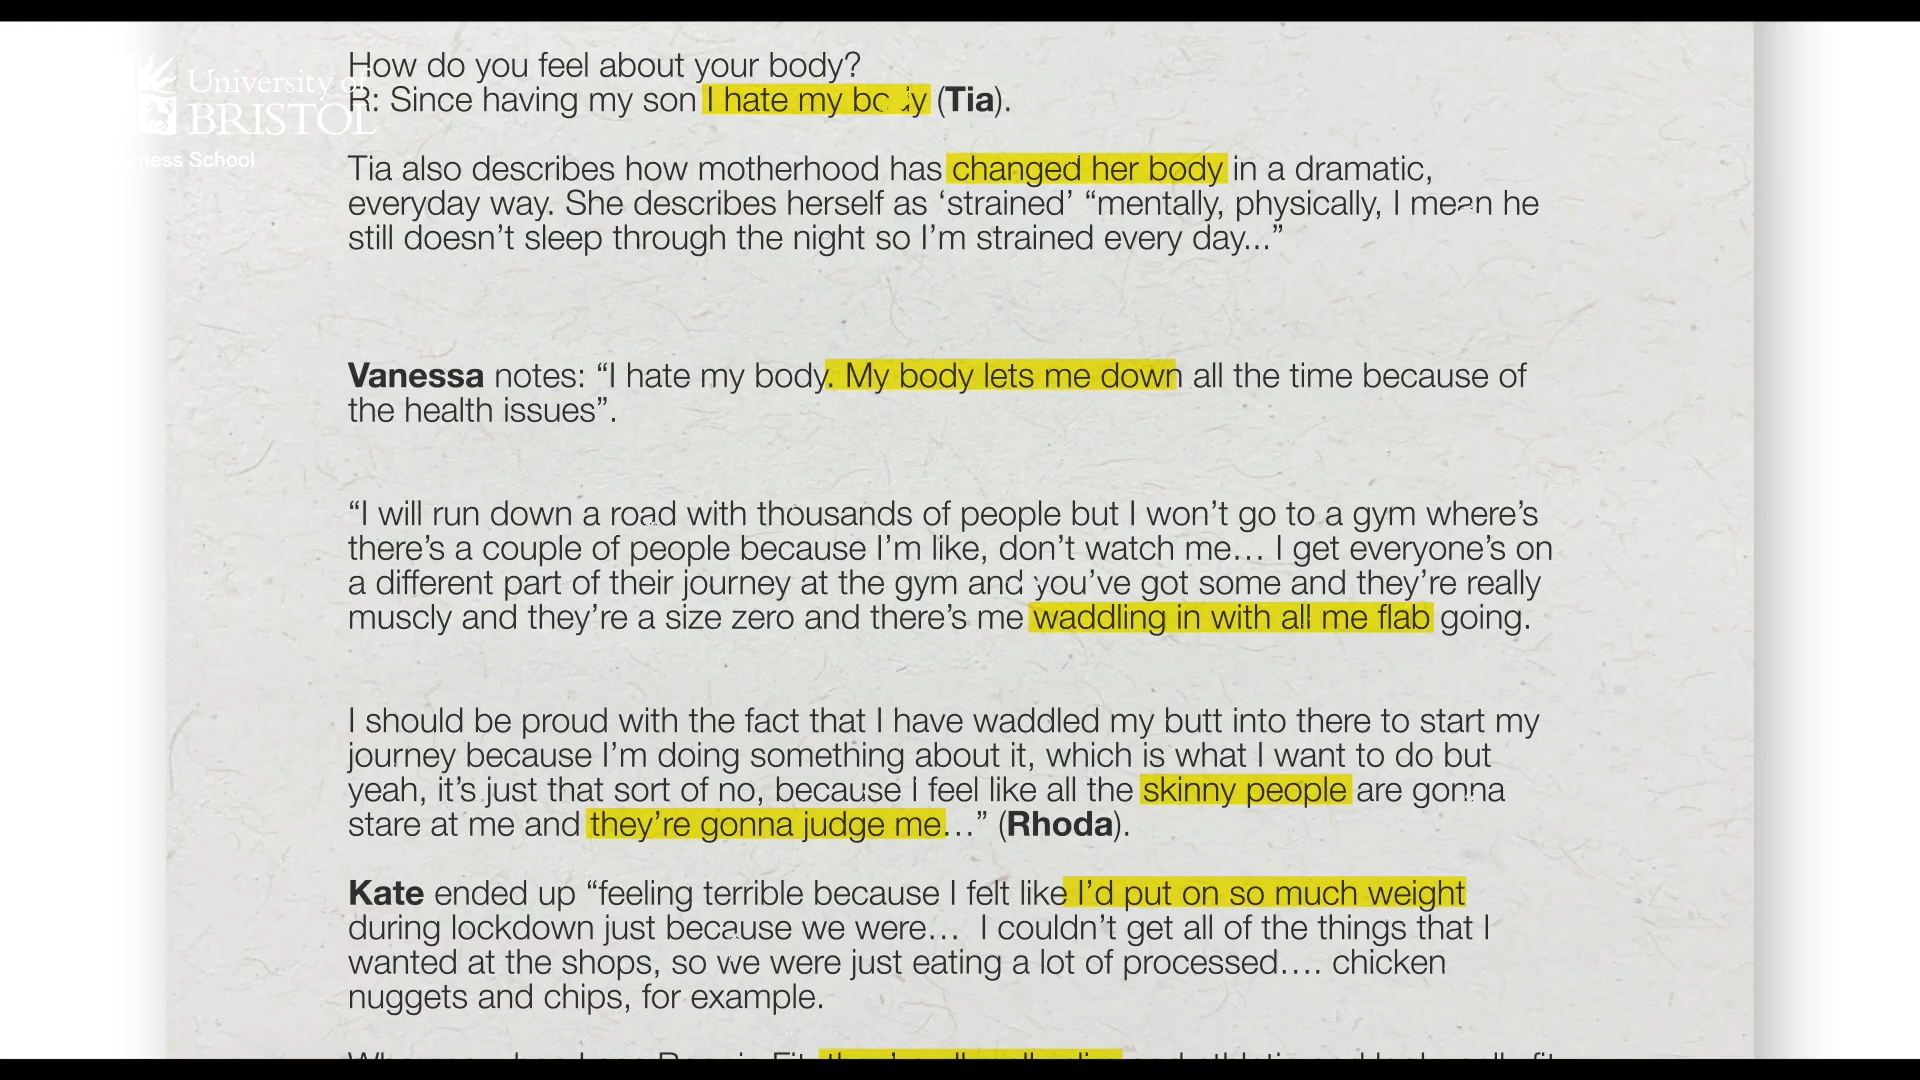 How do you feel about your body?
University of
R: Since having my son I hate my body (Tia).
BRISTOL
ness School
Tia also describes how motherhood has changed her body in a dramatic,
everyday way. She describes herself as ‘strained’ “mentally, physically, I mean he
still doesn’t sleep through the night so I’m strained every day...”
Vanessa notes: “I hate my body. My body lets me down all the time because of
the health issues”.
“I will run down a road with thousands of people but I won’t go to a gym where’s
there’s a couple of people because I’m like, don’t watch me… I get everyone’s on
a different part of their journey at the gym and you’ve got some and they’re really
muscly and they’re a size zero and there’s me waddling in with all me flab going.
I should be proud with the fact that I have waddled my butt into there to start my
journey because I’m doing something about it, which is what I want to do but
yeah, it’s just that sort of no, because I feel like all the skinny people are gonna
stare at me and they’re gonna judge me…” (Rhoda).
Kate ended up “feeling terrible because I felt like I’d put on so much weight
during lockdown just because we were… I couldn’t get all of the things that I
wanted at the shops, so we were just eating a lot of processed…. chicken
nuggets and chips, for example.